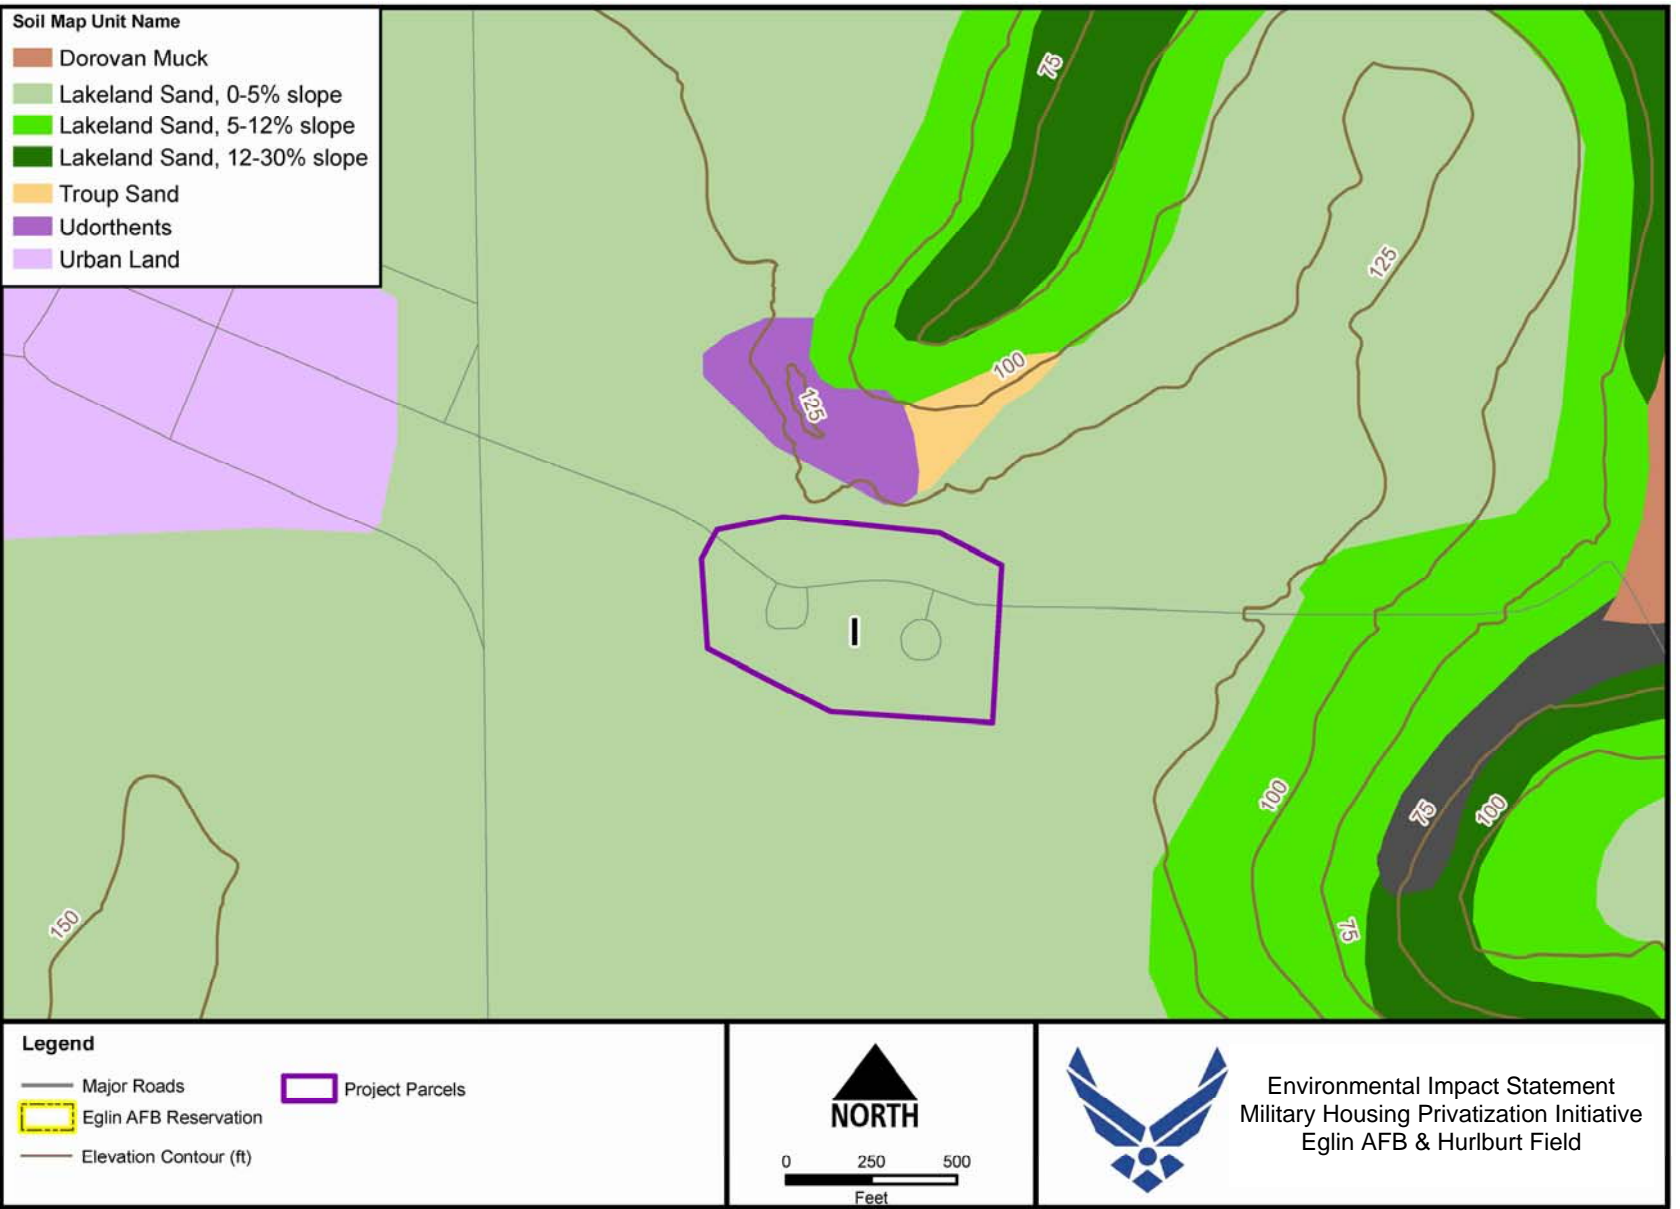 Soil Map Unit Name
Dorovan Muck
Lakeland Sand, 0-5% slope
Lakeland Sand, 5-12% slope
Lakeland Sand, 12-30% slope
Troup Sand
Udorthents
Urban Land
75
125
100
125
I
100
75
100
75
150
Legend
Major Roads
Eglin AFB Reservation
Elevation Contour (ft)
Project Parcels
NORTH
0 250 500
Feet
Environmental Impact Statement
Military Housing Privatization Initiative
Eglin AFB & Hurlburt Field